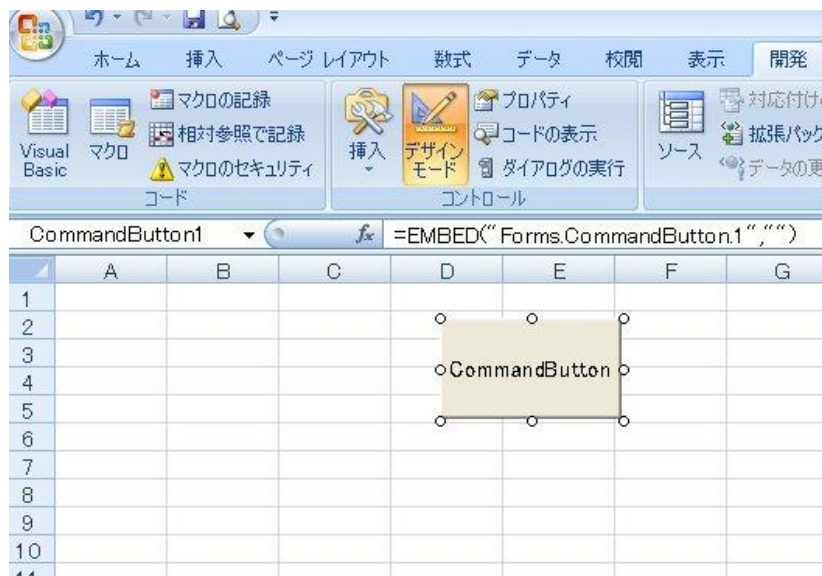 ホーム 挿入 ページ レイアウト 数式 データ 校閲 表示 開発
Visual Basic
マクロ
マクロの記録
相対参照で記録
マクロのセキュリティ
コード
挿入
デザイン
モード
プロパティ
コードの表示
ダイアログの実行
コントロール
ソース
対応付け
拡張パック
データの更
CommandButton1 fx =EMBED("Forms.CommandButton.1","")
A B C D E F G
1
2
3
CommandButton
4
5
6
7
8
9
10